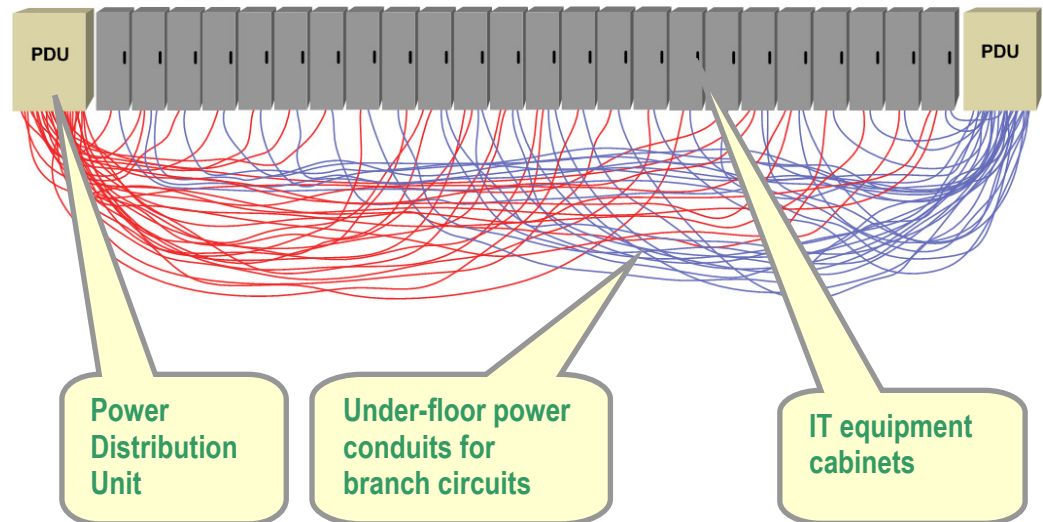 PDU
PDU
Power
Distribution
Unit
Under-floor power
conduits for
branch circuits
IT equipment
cabinets